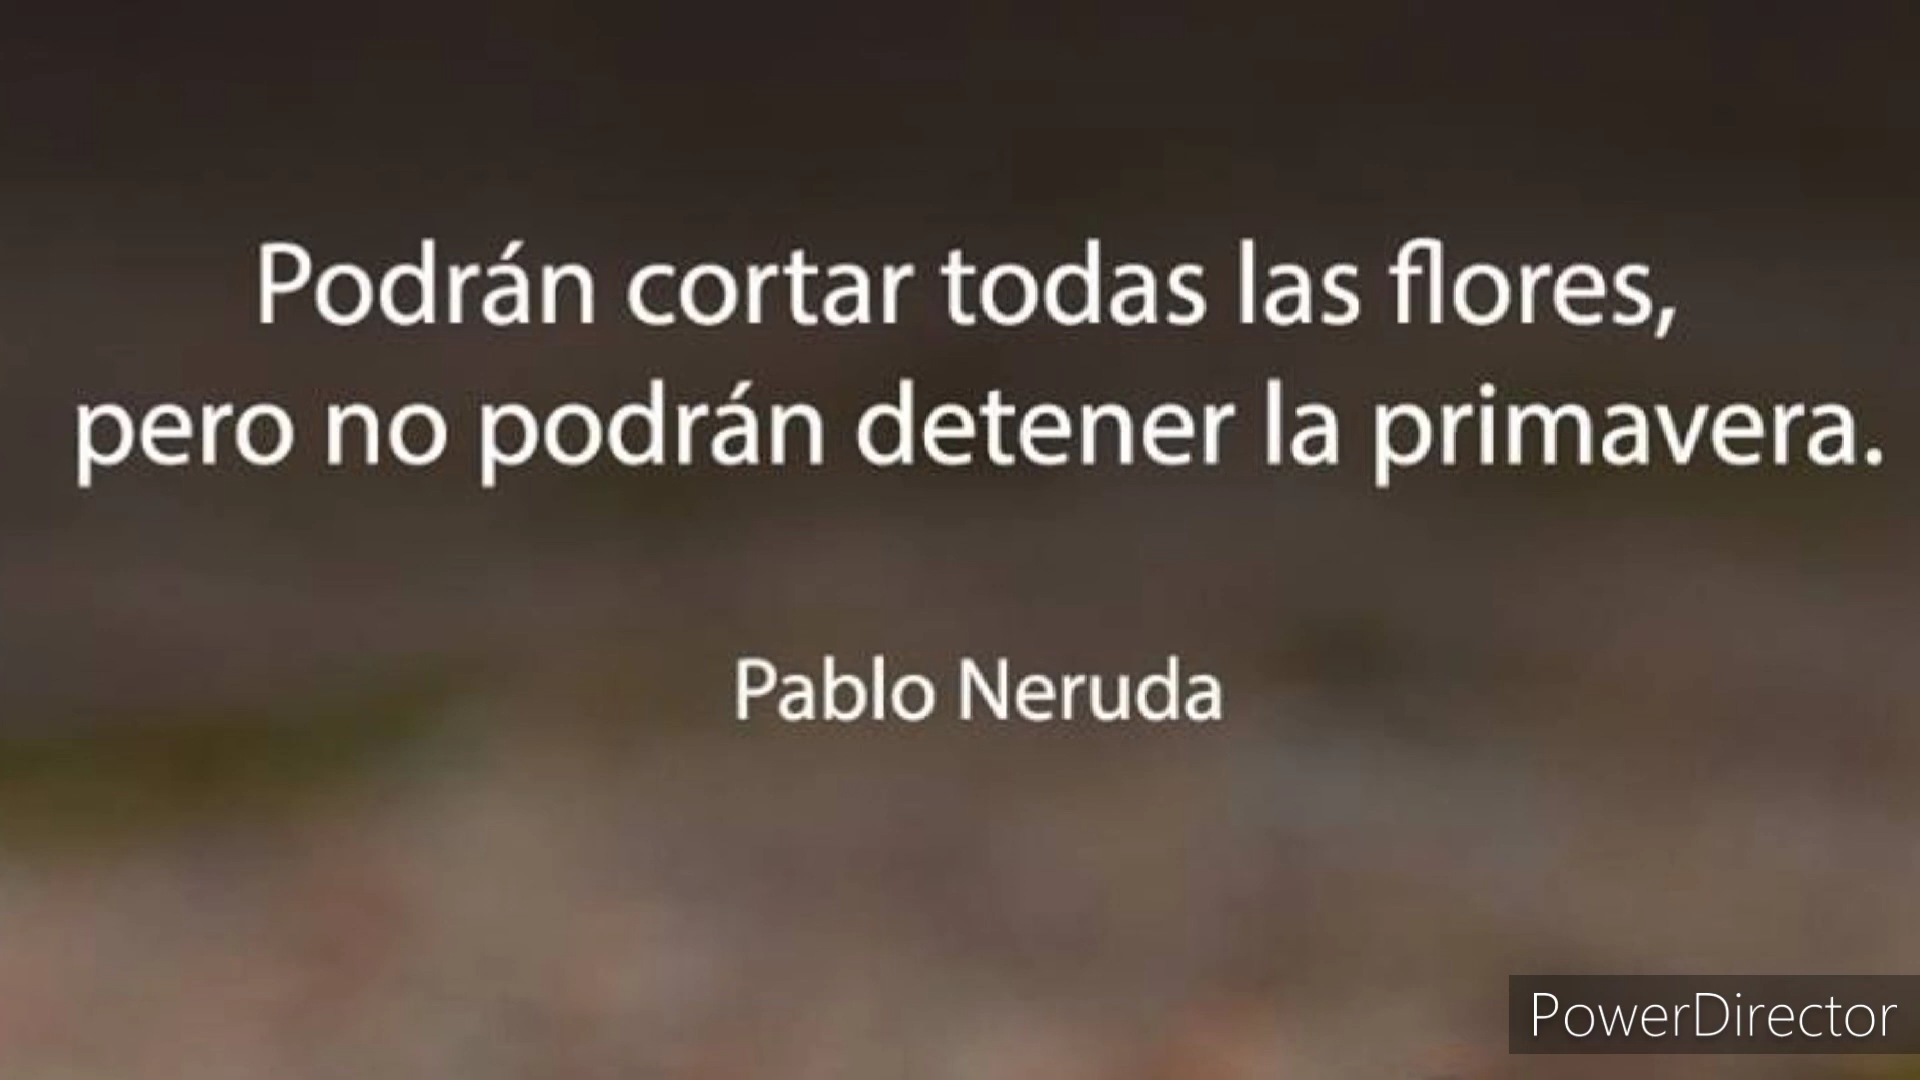 Podrán cortar todas las flores,
pero no podrán detener la primavera.
Pablo Neruda
PowerDirector